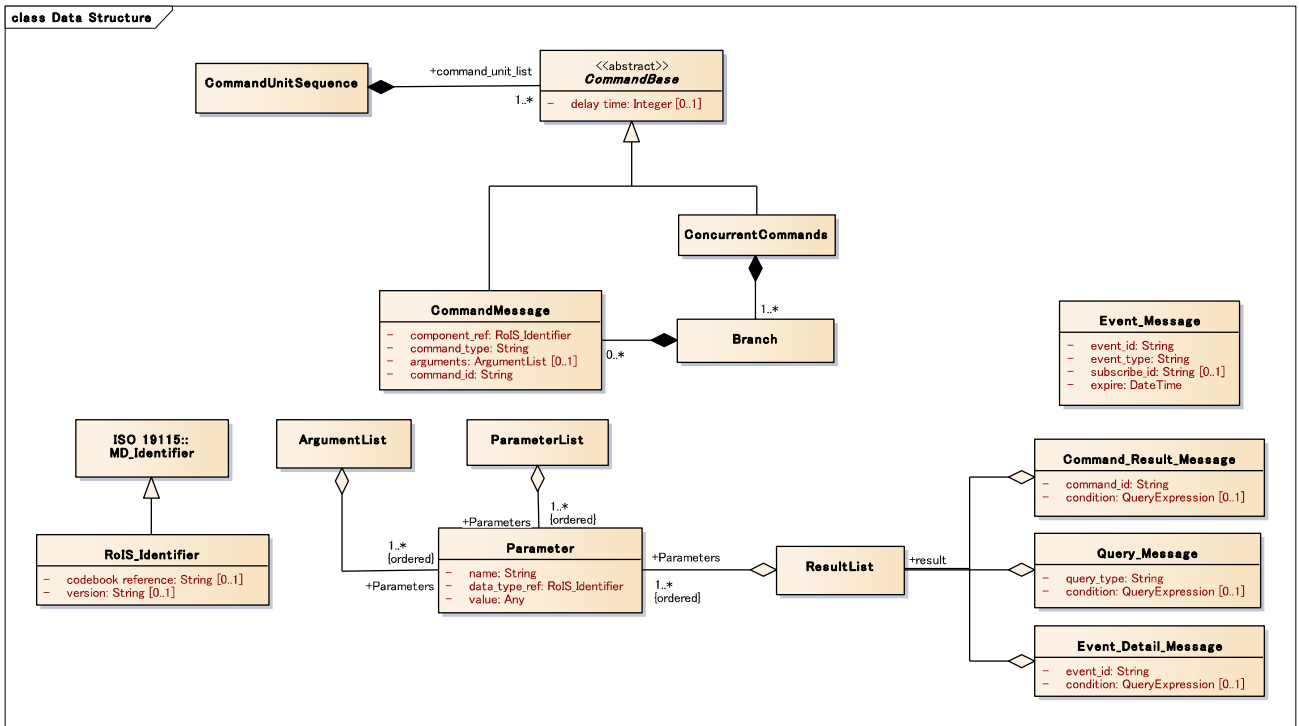 class Data Structure
CommandUnitSequence
+command_unit_list
1..*
<<abstract>>
CommandBase
- delay time: Integer [0..1]
ConcurrentCommands
1..*
CommandMessage
- component_ref: RoIS_Identifier
- command_type: String
- arguments: ArgumentList [0..1]
- command_id: String
0..*
Branch
Event_Message
- event_id: String
- event_type: String
- subscribe_id: String [0..1]
- expire: DateTime
ISO 19115::
MD_Identifier
ArgumentList
ParameterList
Command_Result_Message
- command_id: String
- condition: QueryExpression [0..1]
1..*
{ordered}
+Parameters
RoIS_Identifier
- codebook reference: String [0..1]
- version: String [0..1]
1..*
{ordered}
+Parameters
Parameter
- name: String
- data_type_ref: RoIS_Identifier
- value: Any
+Parameters
1..*
{ordered}
ResultList
+result
Query_Message
- query_type: String
- condition: QueryExpression [0..1]
Event_Detail_Message
- event_id: String
- condition: QueryExpression [0..1]